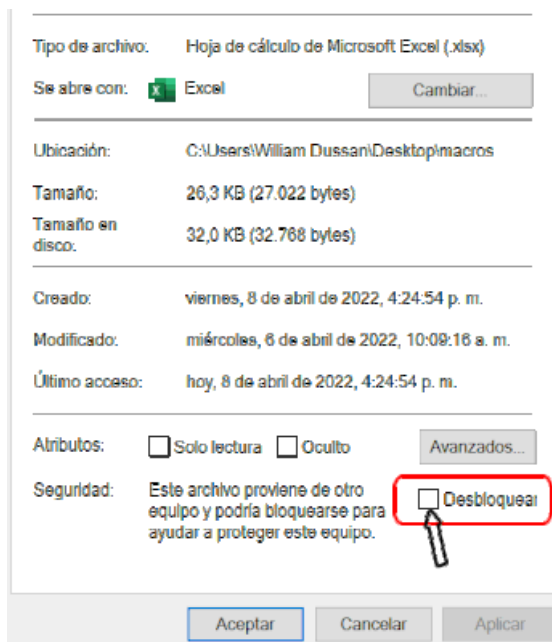 Tipo de archivo: Hoja de cálculo de Microsoft Excel (.xlsx)
Se abre con: Excel Cambiar...
Ubicación: C:\Users\William Dussan\Desktop\macros
Tamaño: 26,3 KB (27.022 bytes)
Tamaño en disco: 32,0 KB (32.768 bytes)
Creado: viernes, 8 de abril de 2022, 4:24:54 p. m.
Modificado: miércoles, 6 de abril de 2022, 10:09:16 a. m.
Último acceso: hoy, 8 de abril de 2022, 4:24:54 p. m.
Atributos: Solo lectura Oculto Avanzados...
Seguridad: Este archivo proviene de otro
equipo y podría bloquearse para
ayudar a proteger este equipo.
Desbloquear
Aceptar Cancelar Aplicar